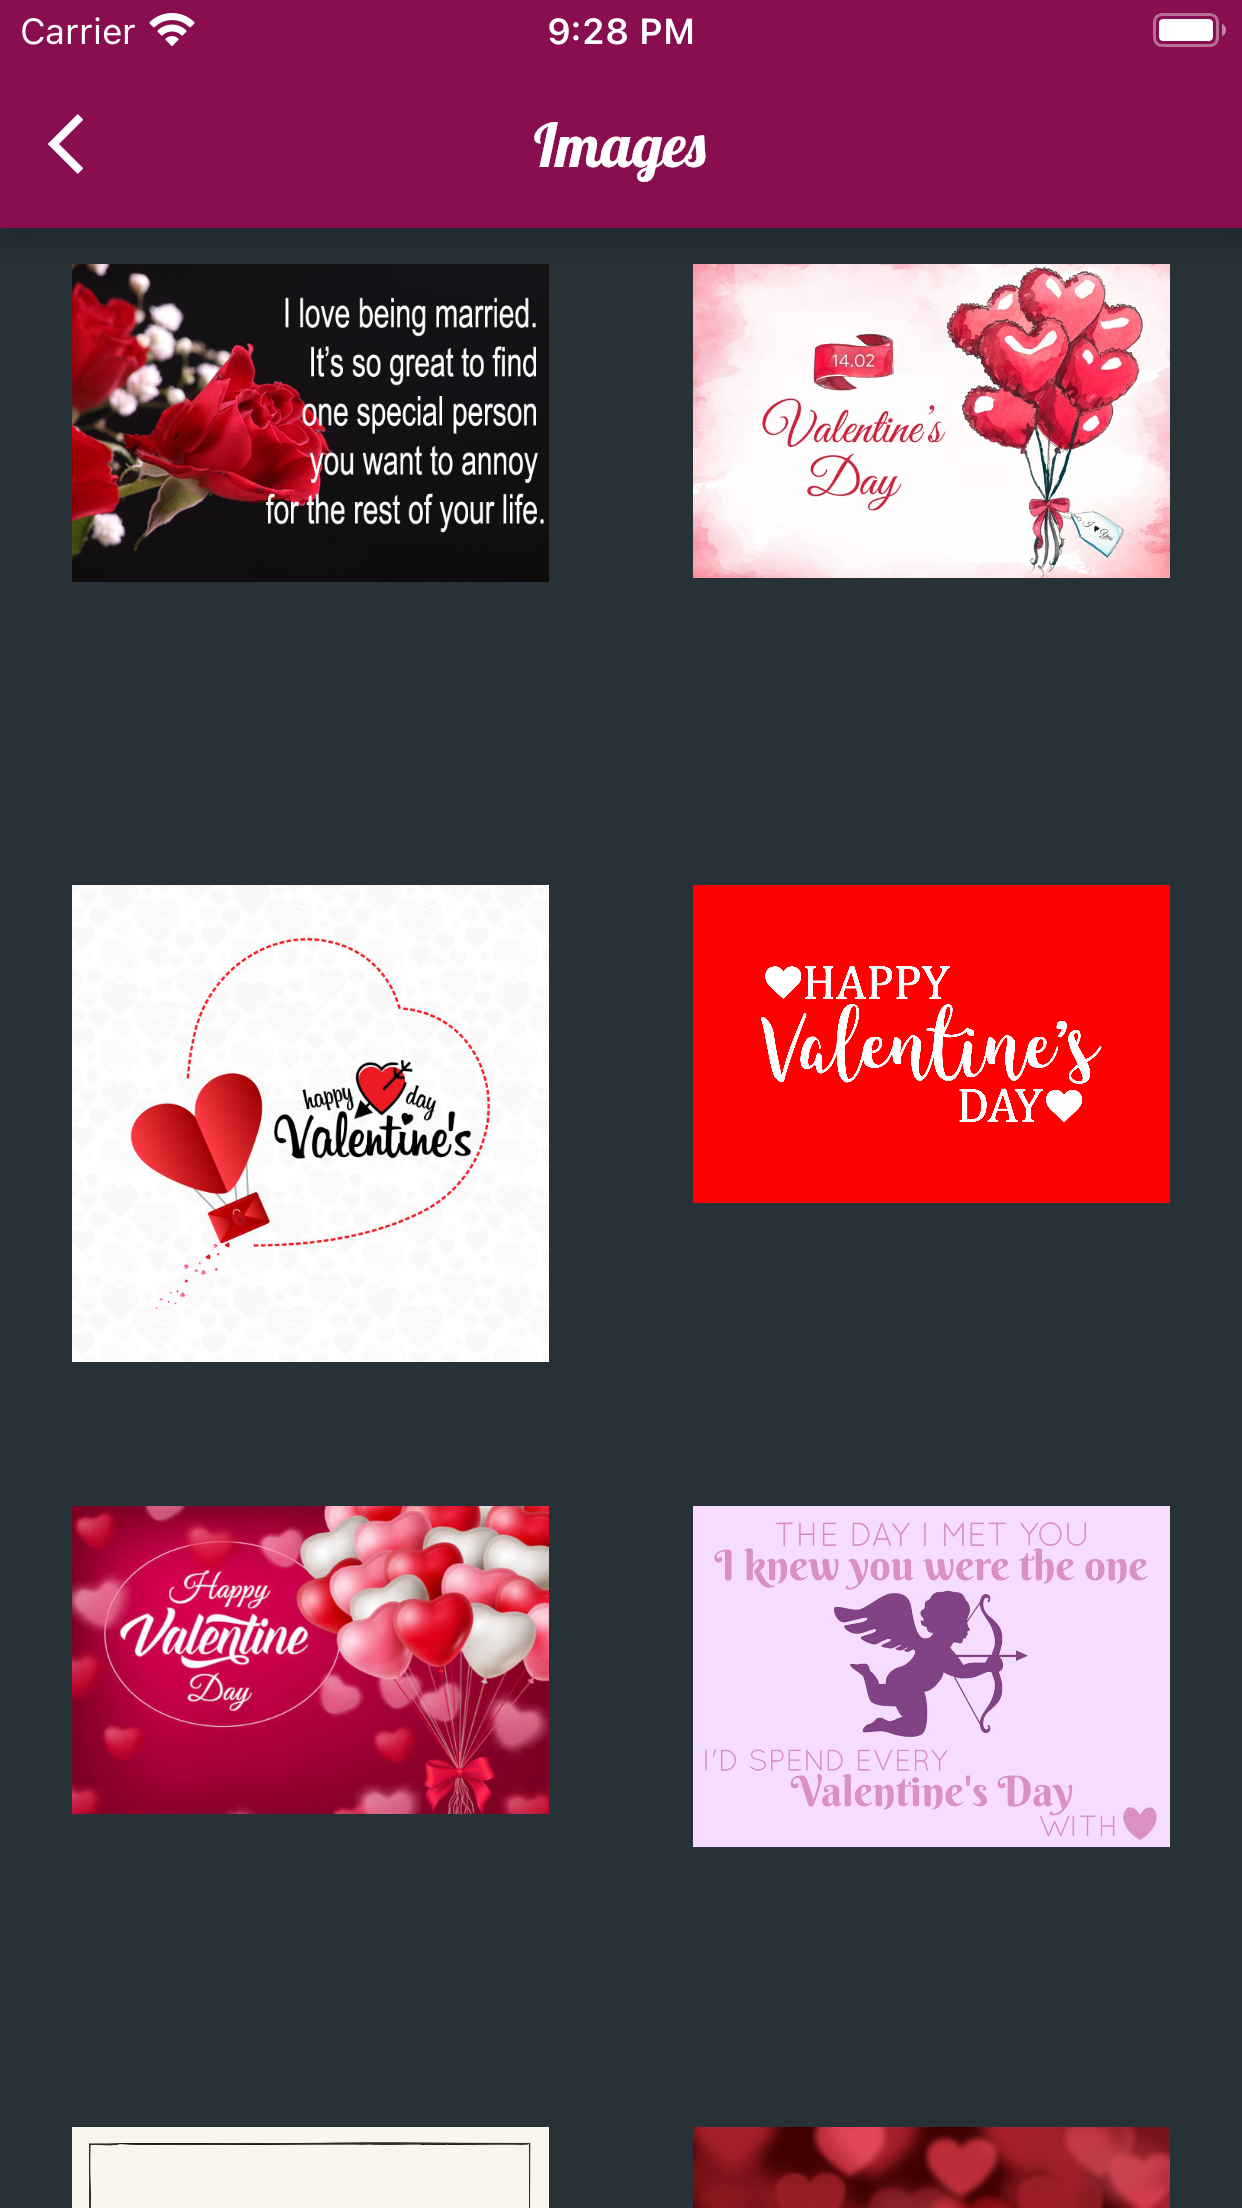 Carrier
9:28 PM
Images
I love being married.
It's so great to find
one special person
you want to annoy
for the rest of your life.
14.02
Valentine's
Day
I ♥ You
happy day
Valentine's
♥HAPPY
Valentine's
DAY♥
Happy
Valentine
Day
THE DAY I MET YOU
I knew you were the one
I'D SPEND EVERY
Valentine's Day
WITH ♥